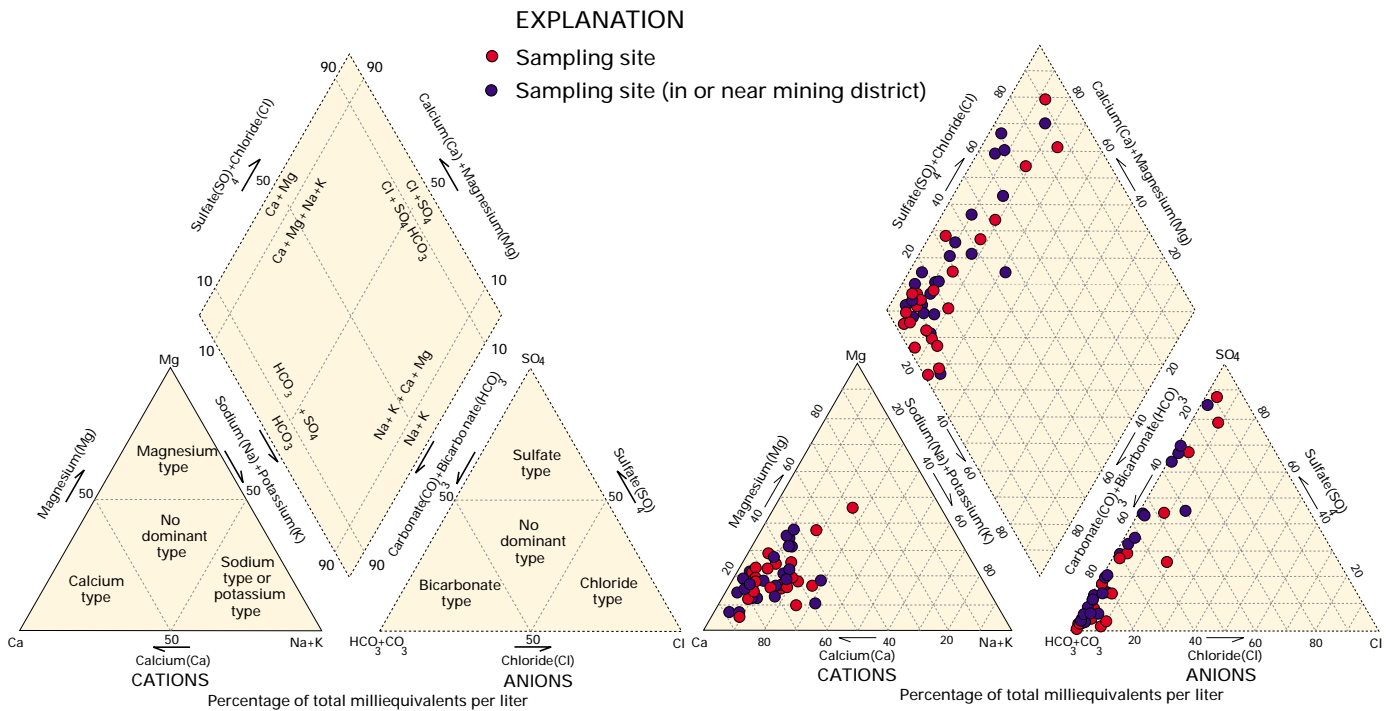 EXPLANATION
Sampling site
Sampling site (in or near mining district)
90 90
Sulfate(SO4)+Chloride(Cl)
Calcium(Ca)+Magnesium(Mg)
50 50
Ca+Mg
Ca+Mg+Na+K
Cl+SO4
Cl+SO4 HCO3
10 10
10 10
HCO3
HCO3 +SO4
Na+K+Ca+Mg
Na+K
90 90
Mg
Magnesium(Mg)
Sodium(Na)+Potassium(K)
50 50
Magnesium
type
No
dominant
type
Calcium
type
Sodium
type or
potassium
type
Ca 50 Na+K
Calcium(Ca)
CATIONS
SO4
Carbonate(CO3)+Bicarbonate(HCO3)
Sulfate(SO4)
50 50
Sulfate
type
No
dominant
type
Bicarbonate
type
Chloride
type
HCO3+CO3 50 Cl
Chloride(Cl)
ANIONS
Percentage of total milliequivalents per liter
80 80
Sulfate(SO4)+Chloride(Cl)
Calcium(Ca)+Magnesium(Mg)
60 60
40 40
20 20
20 20
40 40
60 60
80 80
Mg
Magnesium(Mg)
Sodium(Na)+Potassium(K)
80 20
60 40
40 60
20 80
Ca 80 60 40 20 Na+K
Calcium(Ca)
CATIONS
SO4
Carbonate(CO3)+Bicarbonate(HCO3)
Sulfate(SO4)
20 80
40 60
60 40
80 20
HCO3+CO3 20 40 60 80 Cl
Chloride(Cl)
ANIONS
Percentage of total milliequivalents per liter